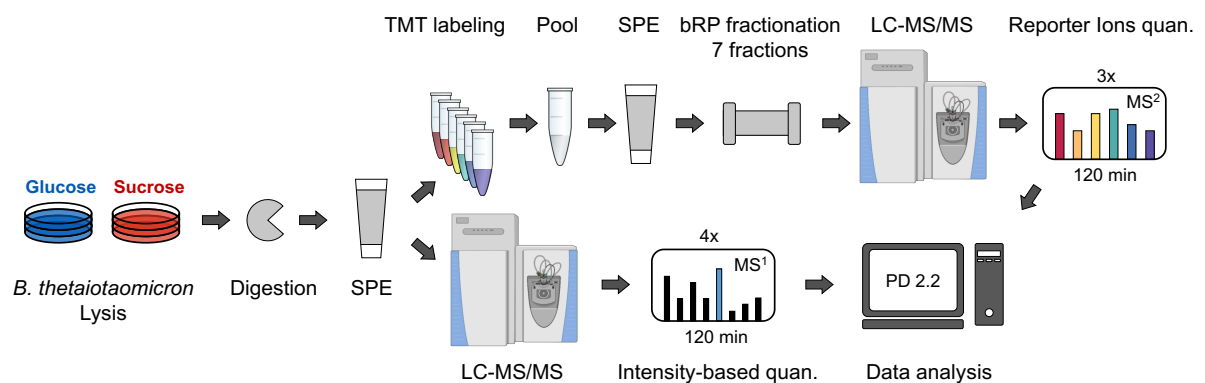 TMT labeling
Pool
SPE
bRP fractionation
7 fractions
LC-MS/MS
Reporter Ions quan.
3x
MS²
120 min
Glucose
Sucrose
B. thetaiotaomicron
Lysis
Digestion
SPE
LC-MS/MS
4x
MS¹
120 min
Intensity-based quan.
PD 2.2
Data analysis